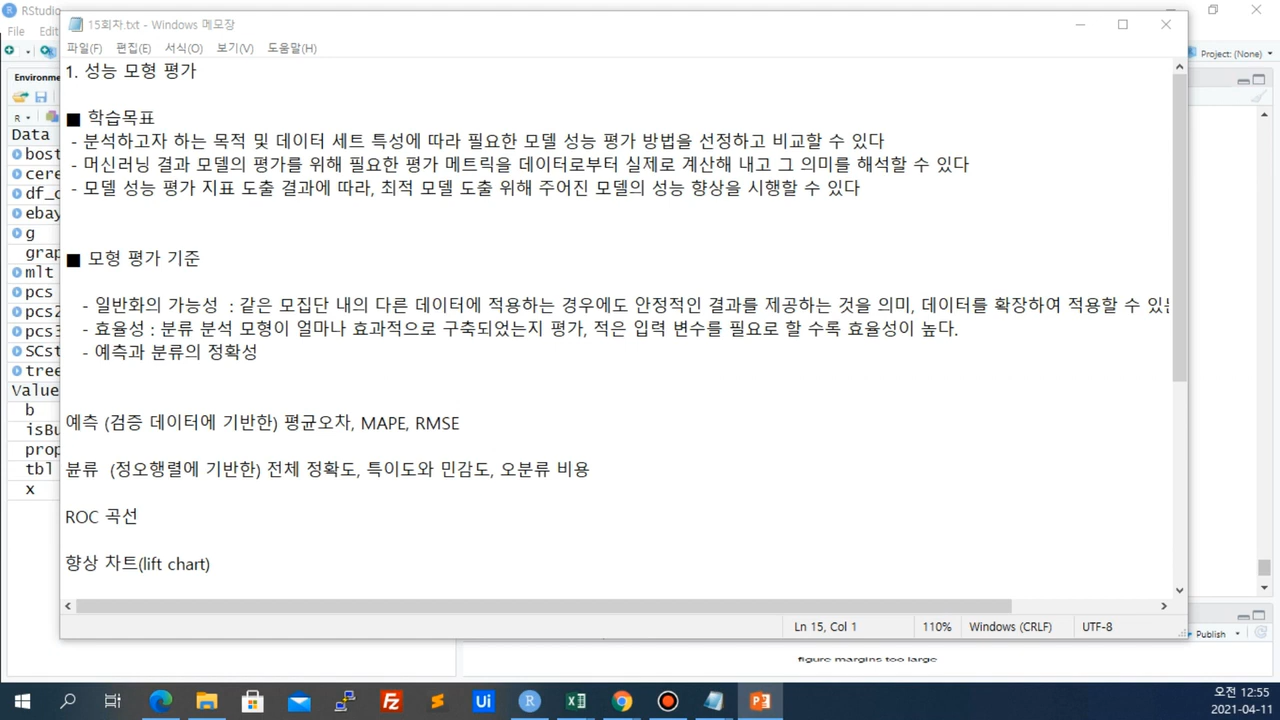 RStudio
File Edit
15회차.txt - Windows 메모장
파일(F) 편집(E) 서식(O) 보기(V) 도움말(H)
Project: (None)
1. 성능 모형 평가
■ 학습목표
- 분석하고자 하는 목적 및 데이터 세트 특성에 따라 필요한 모델 성능 평가 방법을 선정하고 비교할 수 있다
- 머신러닝 결과 모델의 평가를 위해 필요한 평가 메트릭을 데이터로부터 실제로 계산해 내고 그 의미를 해석할 수 있다
- 모델 성능 평가 지표 도출 결과에 따라, 최적 모델 도출 위해 주어진 모델의 성능 향상을 시행할 수 있다
■ 모형 평가 기준
- 일반화의 가능성 : 같은 모집단 내의 다른 데이터에 적용하는 경우에도 안정적인 결과를 제공하는 것을 의미, 데이터를 확장하여 적용할 수 있는
- 효율성 : 분류 분석 모형이 얼마나 효과적으로 구축되었는지 평가, 적은 입력 변수를 필요로 할 수록 효율성이 높다.
- 예측과 분류의 정확성
예측 (검증 데이터에 기반한) 평균오차, MAPE, RMSE
분류 (정오행렬에 기반한) 전체 정확도, 특이도와 민감도, 오분류 비용
ROC 곡선
향상 차트(lift chart)
Ln 15, Col 1 110% Windows (CRLF) UTF-8
Environme
R
Data
bost
cere
df_c
ebay
g
grap
mlt
pcs
pcs2
pcs3
SCst
tree
Value
b
isBu
prop
tbl
x
Publish
figure margins too large
Ui
오전 12:55
2021-04-11